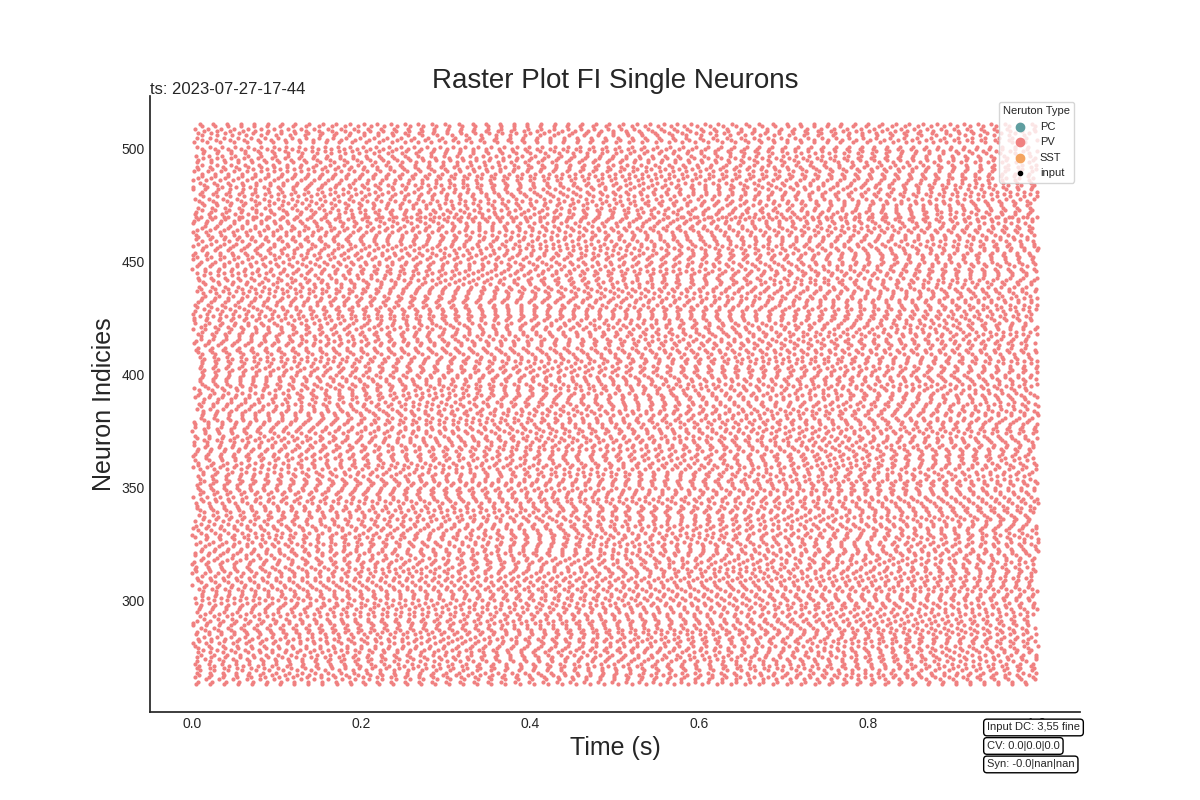 Raster Plot FI Single Neurons
ts: 2023-07-27-17-44
Neruton Type
PC
PV
SST
input
Neuron Indicies
500
450
400
350
300
0.0
0.2
0.4
0.6
0.8
Time (s)
Input DC: 3,55 fine
CV: 0.0|0.0|0.0
Syn: -0.0|nan|nan